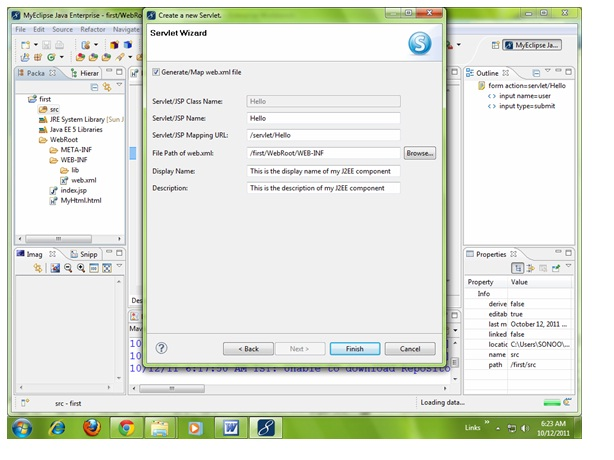 MyEclipse Java Enterprise - first/WebRo
File Edit Source Refactor Navigate
MyEclipse Ja...
Packa
Hierar
first
src
JRE System Library [Sun J
Java EE 5 Libraries
WebRoot
META-INF
WEB-INF
lib
web.xml
index.jsp
MyHtml.html
Imag
Snipp
Create a new Servlet.
Servlet Wizard
Generate/Map web.xml file
Servlet/JSP Class Name: Hello
Servlet/JSP Name: Hello
Servlet/JSP Mapping URL: /servlet/Hello
File Path of web.xml: /first/WebRoot/WEB-INF Browse...
Display Name: This is the display name of my J2EE component
Description: This is the description of my J2EE component
< Back Next > Finish Cancel
Outline
form action=servlet/Hello
input name=user
input type=submit
Properties
Property Value
Info
derive false
editab true
last m October 12, 2011 ...
linked false
locatic C:\Users\SONOO\...
name src
path /first/src
Des
May
10
10
10/12/11 6:17:50 AM IST: Unable to download Reposito
src - first
Loading data...
Links
6:23 AM
10/12/2011